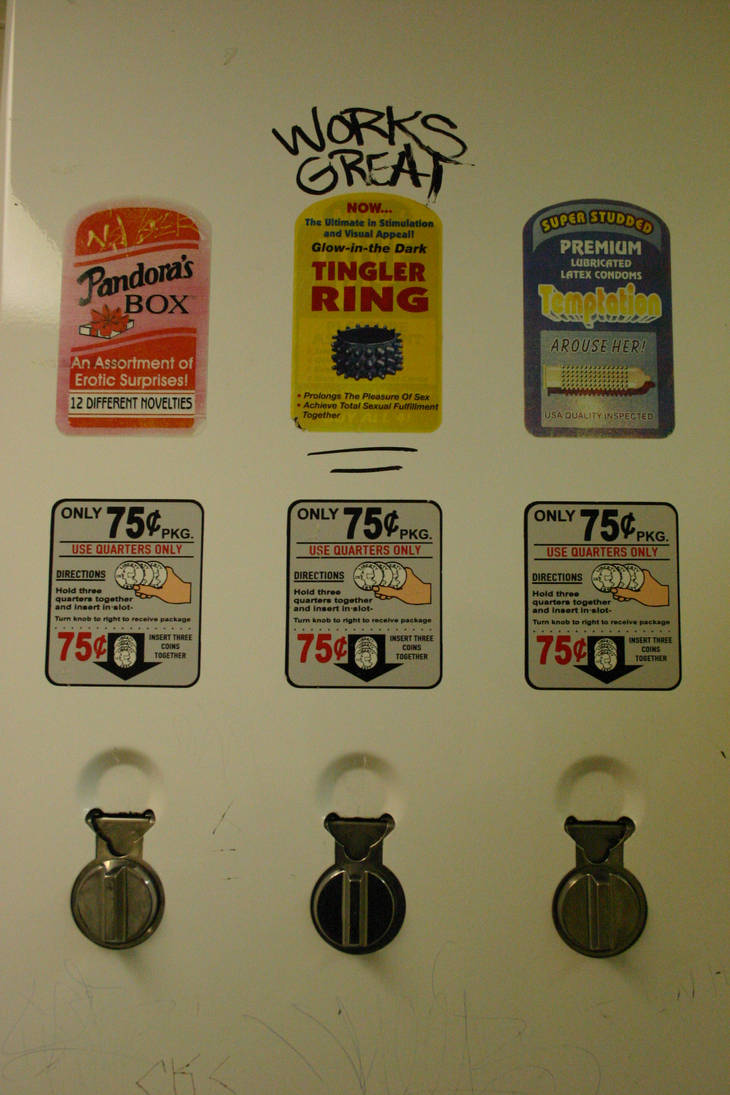 WORKS
GREAT
Pandora's
BOX
An Assortment of
Erotic Surprises!
12 DIFFERENT NOVELTIES
NOW...
The Ultimate in Stimulation
and Visual Appeal!
Glow-in-the Dark
TINGLER
RING
• Prolongs The Pleasure Of Sex
• Achieve Total Sexual Fulfillment
Together
SUPER STUDDED
PREMIUM
LUBRICATED
LATEX CONDOMS
Temptation
AROUSE HER!
USA QUALITY INSPECTED
ONLY 75¢ PKG.
USE QUARTERS ONLY
DIRECTIONS
Hold three
quarters together
and insert in slot-
Turn knob to right to receive package
75¢
INSERT THREE
COINS
TOGETHER
ONLY 75¢ PKG.
USE QUARTERS ONLY
DIRECTIONS
Hold three
quarters together
and insert in slot-
Turn knob to right to receive package
75¢
INSERT THREE
COINS
TOGETHER
ONLY 75¢ PKG.
USE QUARTERS ONLY
DIRECTIONS
Hold three
quarters together
and insert in slot-
Turn knob to right to receive package
75¢
INSERT THREE
COINS
TOGETHER